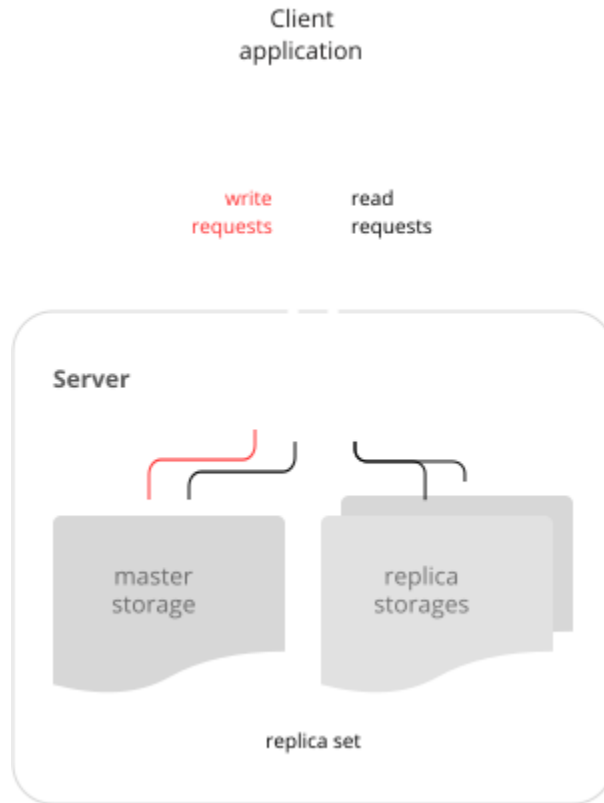 Client
application
write
requests
read
requests
Server
master
storage
replica
storages
replica set